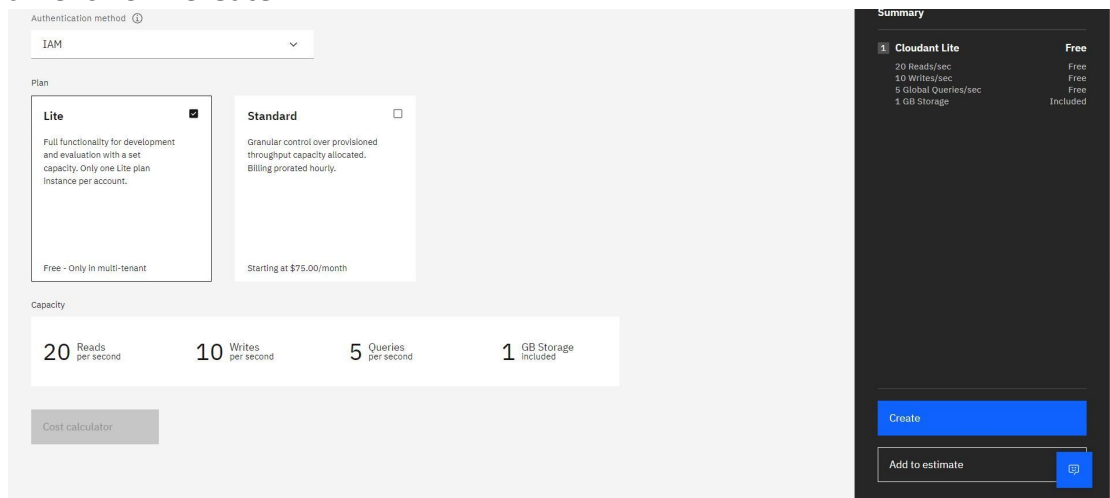 Authentication method
IAM
Plan
Lite
Full functionality for development
and evaluation with a set
capacity. Only one Lite plan
instance per account.
Free - Only in multi-tenant
Standard
Granular control over provisioned
throughput capacity allocated.
Billing prorated hourly.
Starting at $75.00/month
Capacity
20 Reads per second
10 Writes per second
5 Queries per second
1 GB Storage included
Cost calculator
Summary
1 Cloudant Lite Free
20 Reads/sec Free
10 Writes/sec Free
5 Global Queries/sec Free
1 GB Storage Included
Create
Add to estimate